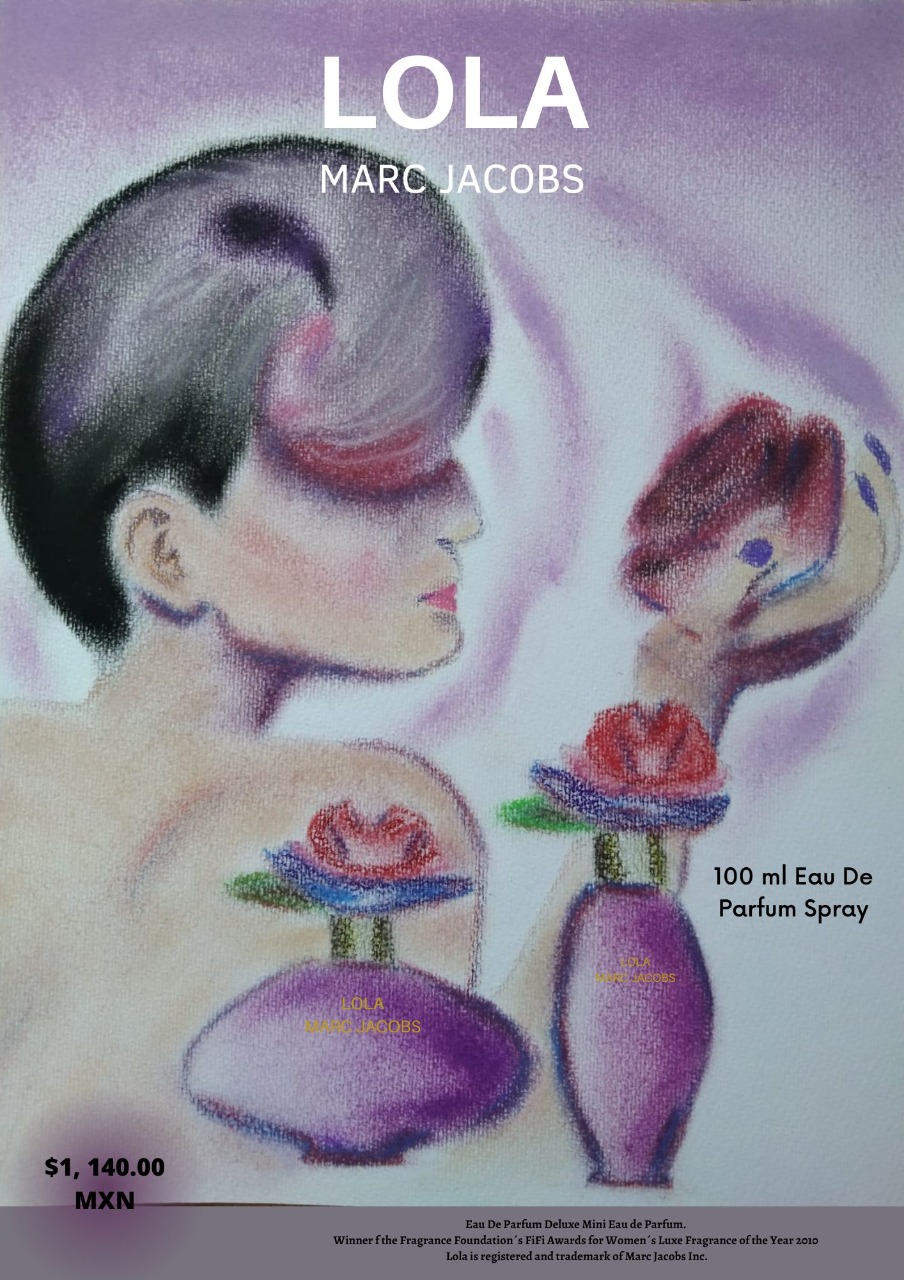 LOLA
MARC JACOBS
100 ml Eau De
Parfum Spray
LOLA
MARC JACOBS
LOLA
MARC JACOBS
$1, 140.00
MXN
Eau De Parfum Deluxe Mini Eau de Parfum.
Winner f the Fragrance Foundation´s FiFi Awards for Women´s Luxe Fragrance of the Year 2010
Lola is registered and trademark of Marc Jacobs Inc.